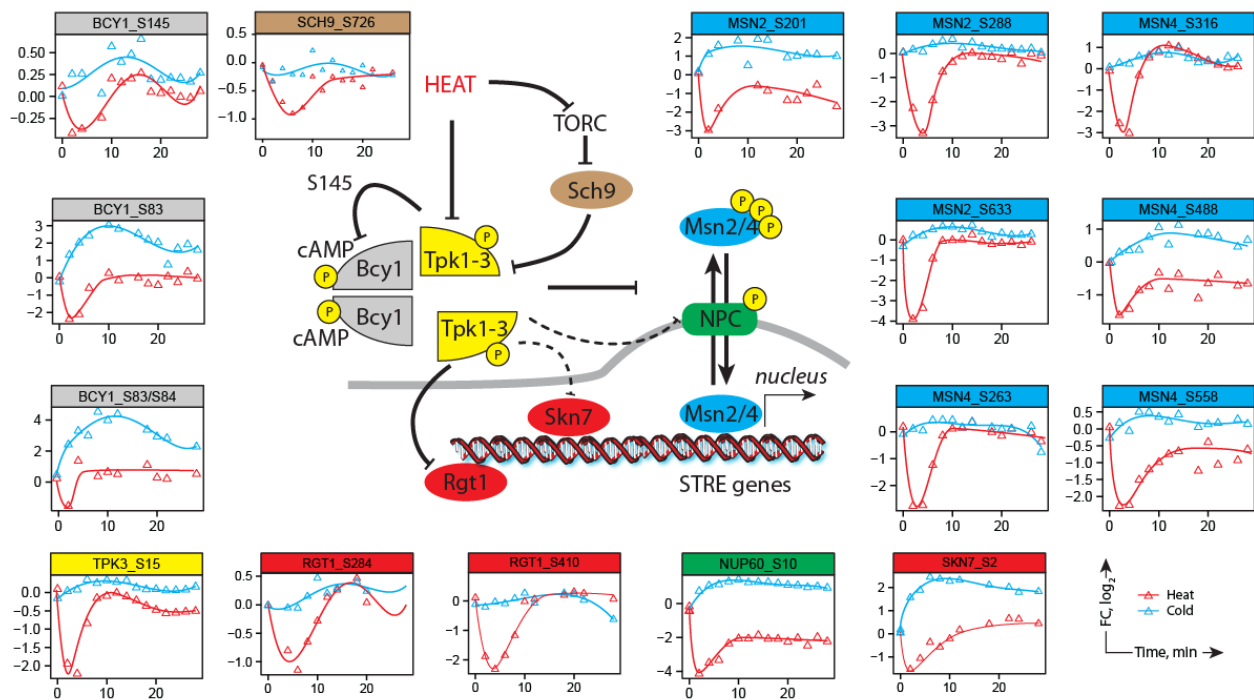 BCY1_S145
0.50
0.25
0.00
−0.25
0 10 20
SCH9_S726
0.5
0.0
−0.5
−1.0
0 10 20
MSN2_S201
2
1
0
−1
−2
−3
0 10 20
MSN2_S288
1
0
−1
−2
−3
0 10 20
MSN4_S316
1
0
−1
−2
−3
0 10 20
HEAT
TORC
Sch9
S145
cAMP
P
Bcy1
P
Tpk1-3
P
Bcy1
cAMP
Tpk1-3
P
Msn2/4
P
P
P
NPC
P
nucleus
Msn2/4
Skn7
Rgt1
STRE genes
BCY1_S83
3
2
1
0
−1
−2
0 10 20
MSN2_S633
1
0
−1
−2
−3
−4
0 10 20
MSN4_S488
1
0
−1
0 10 20
BCY1_S83/S84
4
2
0
0 10 20
MSN4_S263
0
−1
−2
0 10 20
MSN4_S558
0.5
0.0
−0.5
−1.0
−1.5
−2.0
0 10 20
TPK3_S15
0.0
−0.5
−1.0
−1.5
−2.0
0 10 20
RGT1_S284
0.5
0.0
−0.5
−1.0
0 10 20
RGT1_S410
0
−1
−2
0 10 20
NUP60_S10
2
0
−2
−4
0 10 20
SKN7_S2
2
1
0
−1
0 10 20
FC, log2
Heat
Cold
Time, min